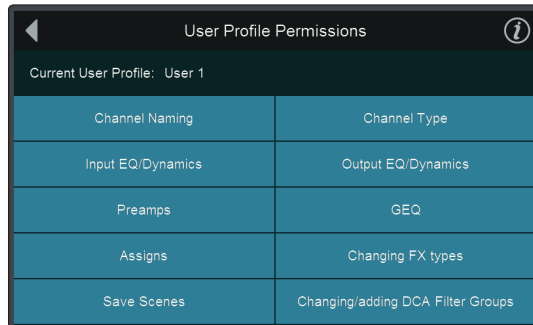 User Profile Permissions
Current User Profile: User 1
Channel Naming
Channel Type
Input EQ/Dynamics
Output EQ/Dynamics
Preamps
GEQ
Assigns
Changing FX types
Save Scenes
Changing/adding DCA Filter Groups